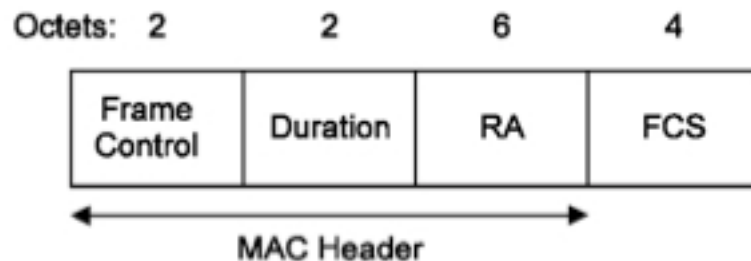 Octets: 2 2 6 4
Frame Control Duration RA FCS
MAC Header